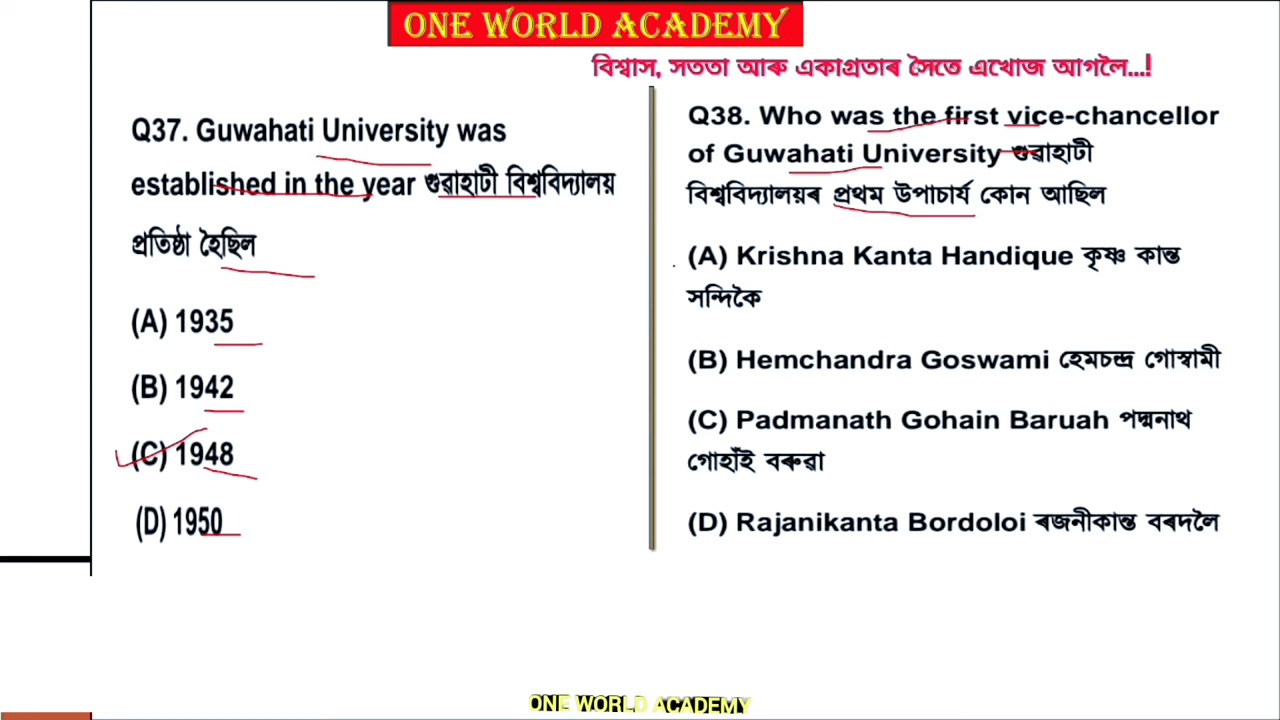 ONE WORLD ACADEMY
বিশ্বাস, সততা আৰু একাগ্ৰতাৰ সৈতে এখোজ আগলৈ...!
Q37. Guwahati University was
established in the year গুৱাহাটী বিশ্ববিদ্যালয়
প্ৰতিষ্ঠা হৈছিল
(A) 1935
(B) 1942
(C) 1948
(D) 1950
Q38. Who was the first vice-chancellor
of Guwahati University গুৱাহাটী
বিশ্ববিদ্যালয়ৰ প্ৰথম উপাচাৰ্য কোন আছিল
(A) Krishna Kanta Handique কৃষ্ণ কান্ত
সন্দিকৈ
(B) Hemchandra Goswami হেমচন্দ্ৰ গোস্বামী
(C) Padmanath Gohain Baruah পদ্মনাথ
গোহাঁই বৰুৱা
(D) Rajanikanta Bordoloi ৰজনীকান্ত বৰদলৈ
ONE WORLD ACADEMY